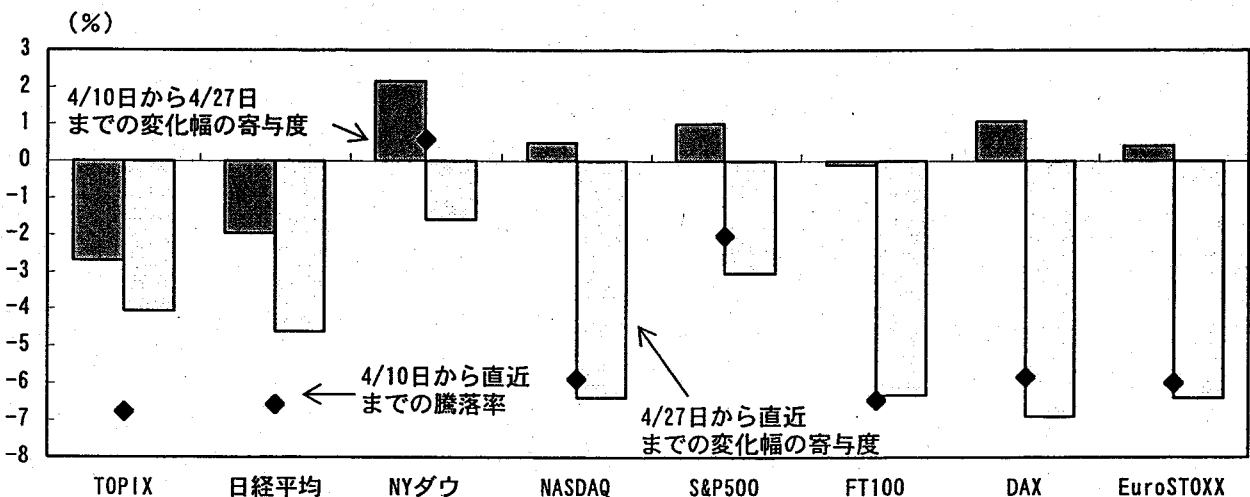 (%)
3
2
1
0
-1
-2
-3
-4
-5
-6
-7
-8
4/10日から4/27日
までの変化幅の寄与度
4/10日から直近
までの騰落率
4/27日から直近
までの変化幅の寄与度
TOPIX 日経平均 NYダウ NASDAQ S&P500 FT100 DAX EuroSTOXX